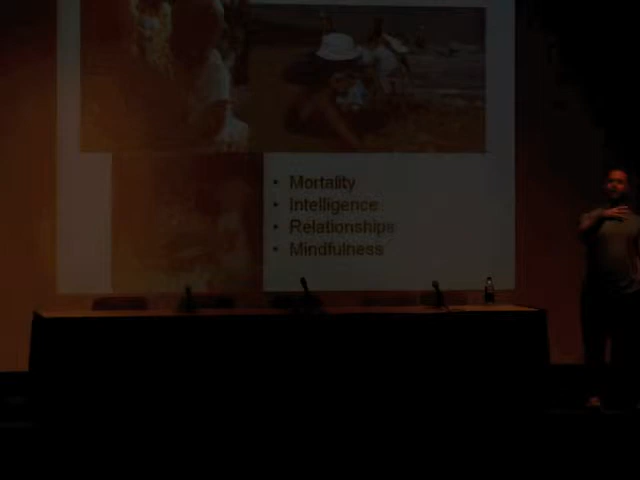 • Mortality
• Intelligence
• Relationships
• Mindfulness